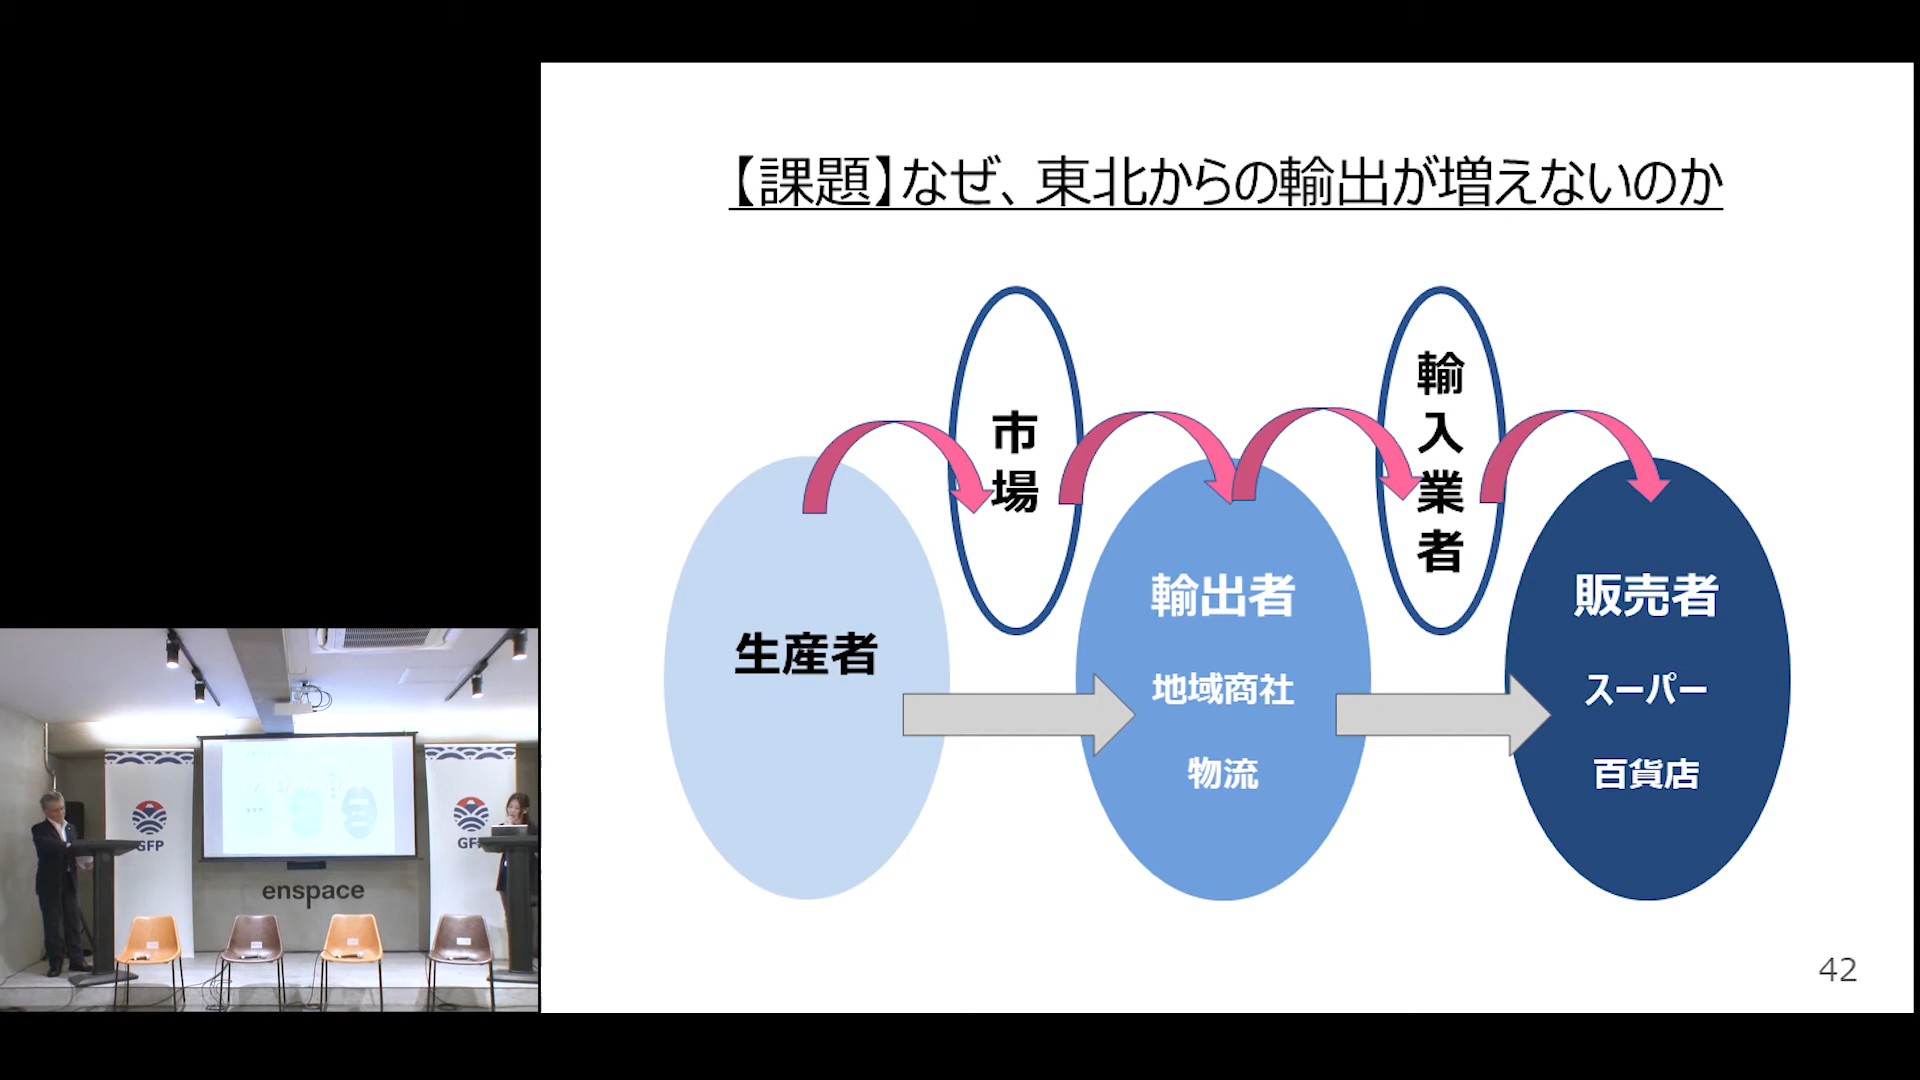 【課題】なぜ、東北からの輸出が増えないのか
市場
輸入業者
生産者
輸出者
地域商社
物流
販売者
スーパー
百貨店
42
GFP
enspace